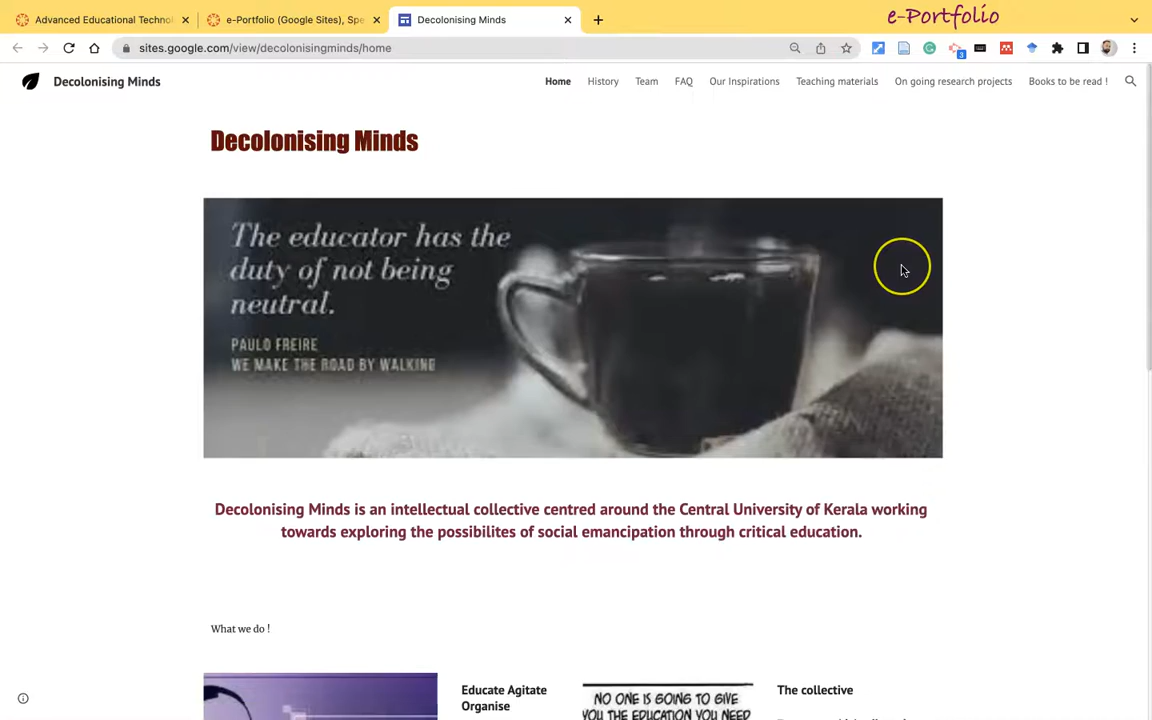 e-Portfolio
Advanced Educational Technol
e-Portfolio (Google Sites), Spe
Decolonising Minds
sites.google.com/view/decolonisingminds/home
3
Decolonising Minds
Home History Team FAQ Our Inspirations Teaching materials On going research projects Books to be read !
Decolonising Minds
The educator has the
duty of not being
neutral.
PAULO FREIRE
WE MAKE THE ROAD BY WALKING
Decolonising Minds is an intellectual collective centred around the Central University of Kerala working
towards exploring the possibilites of social emancipation through critical education.
What we do !
Educate Agitate
Organise
NO ONE IS GOING TO GIVE
YOU THE EDUCATION YOU NEED
The collective